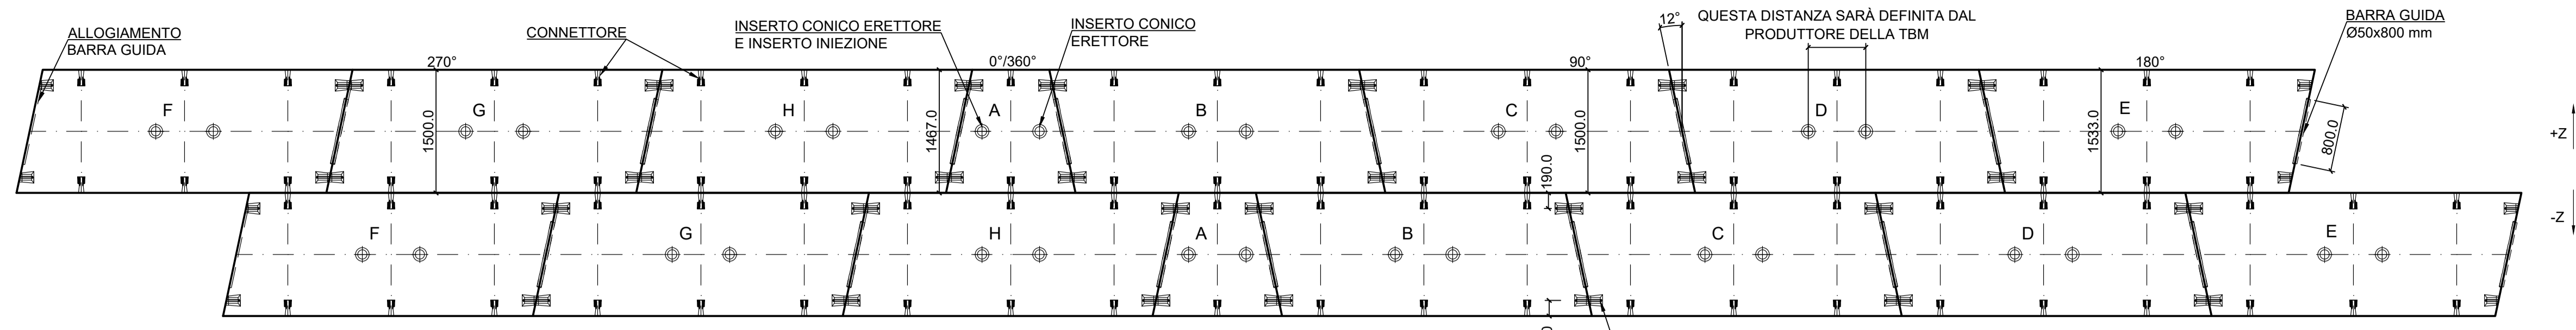 ALLOGIAMENTO
BARRA GUIDA
CONNETTORE
INSERTO CONICO ERETTORE
E INSERTO INIEZIONE
INSERTO CONICO
ERETTORE
12°
QUESTA DISTANZA SARÀ DEFINITA DAL
PRODUTTORE DELLA TBM
BARRA GUIDA
Ø50x800 mm
270°
0°/360°
90°
180°
F
G
H
A
B
C
D
E
1500.0
1467.0
1500.0
1533.0
800.0
190.0
+Z
-Z
F
G
H
A
B
C
D
E